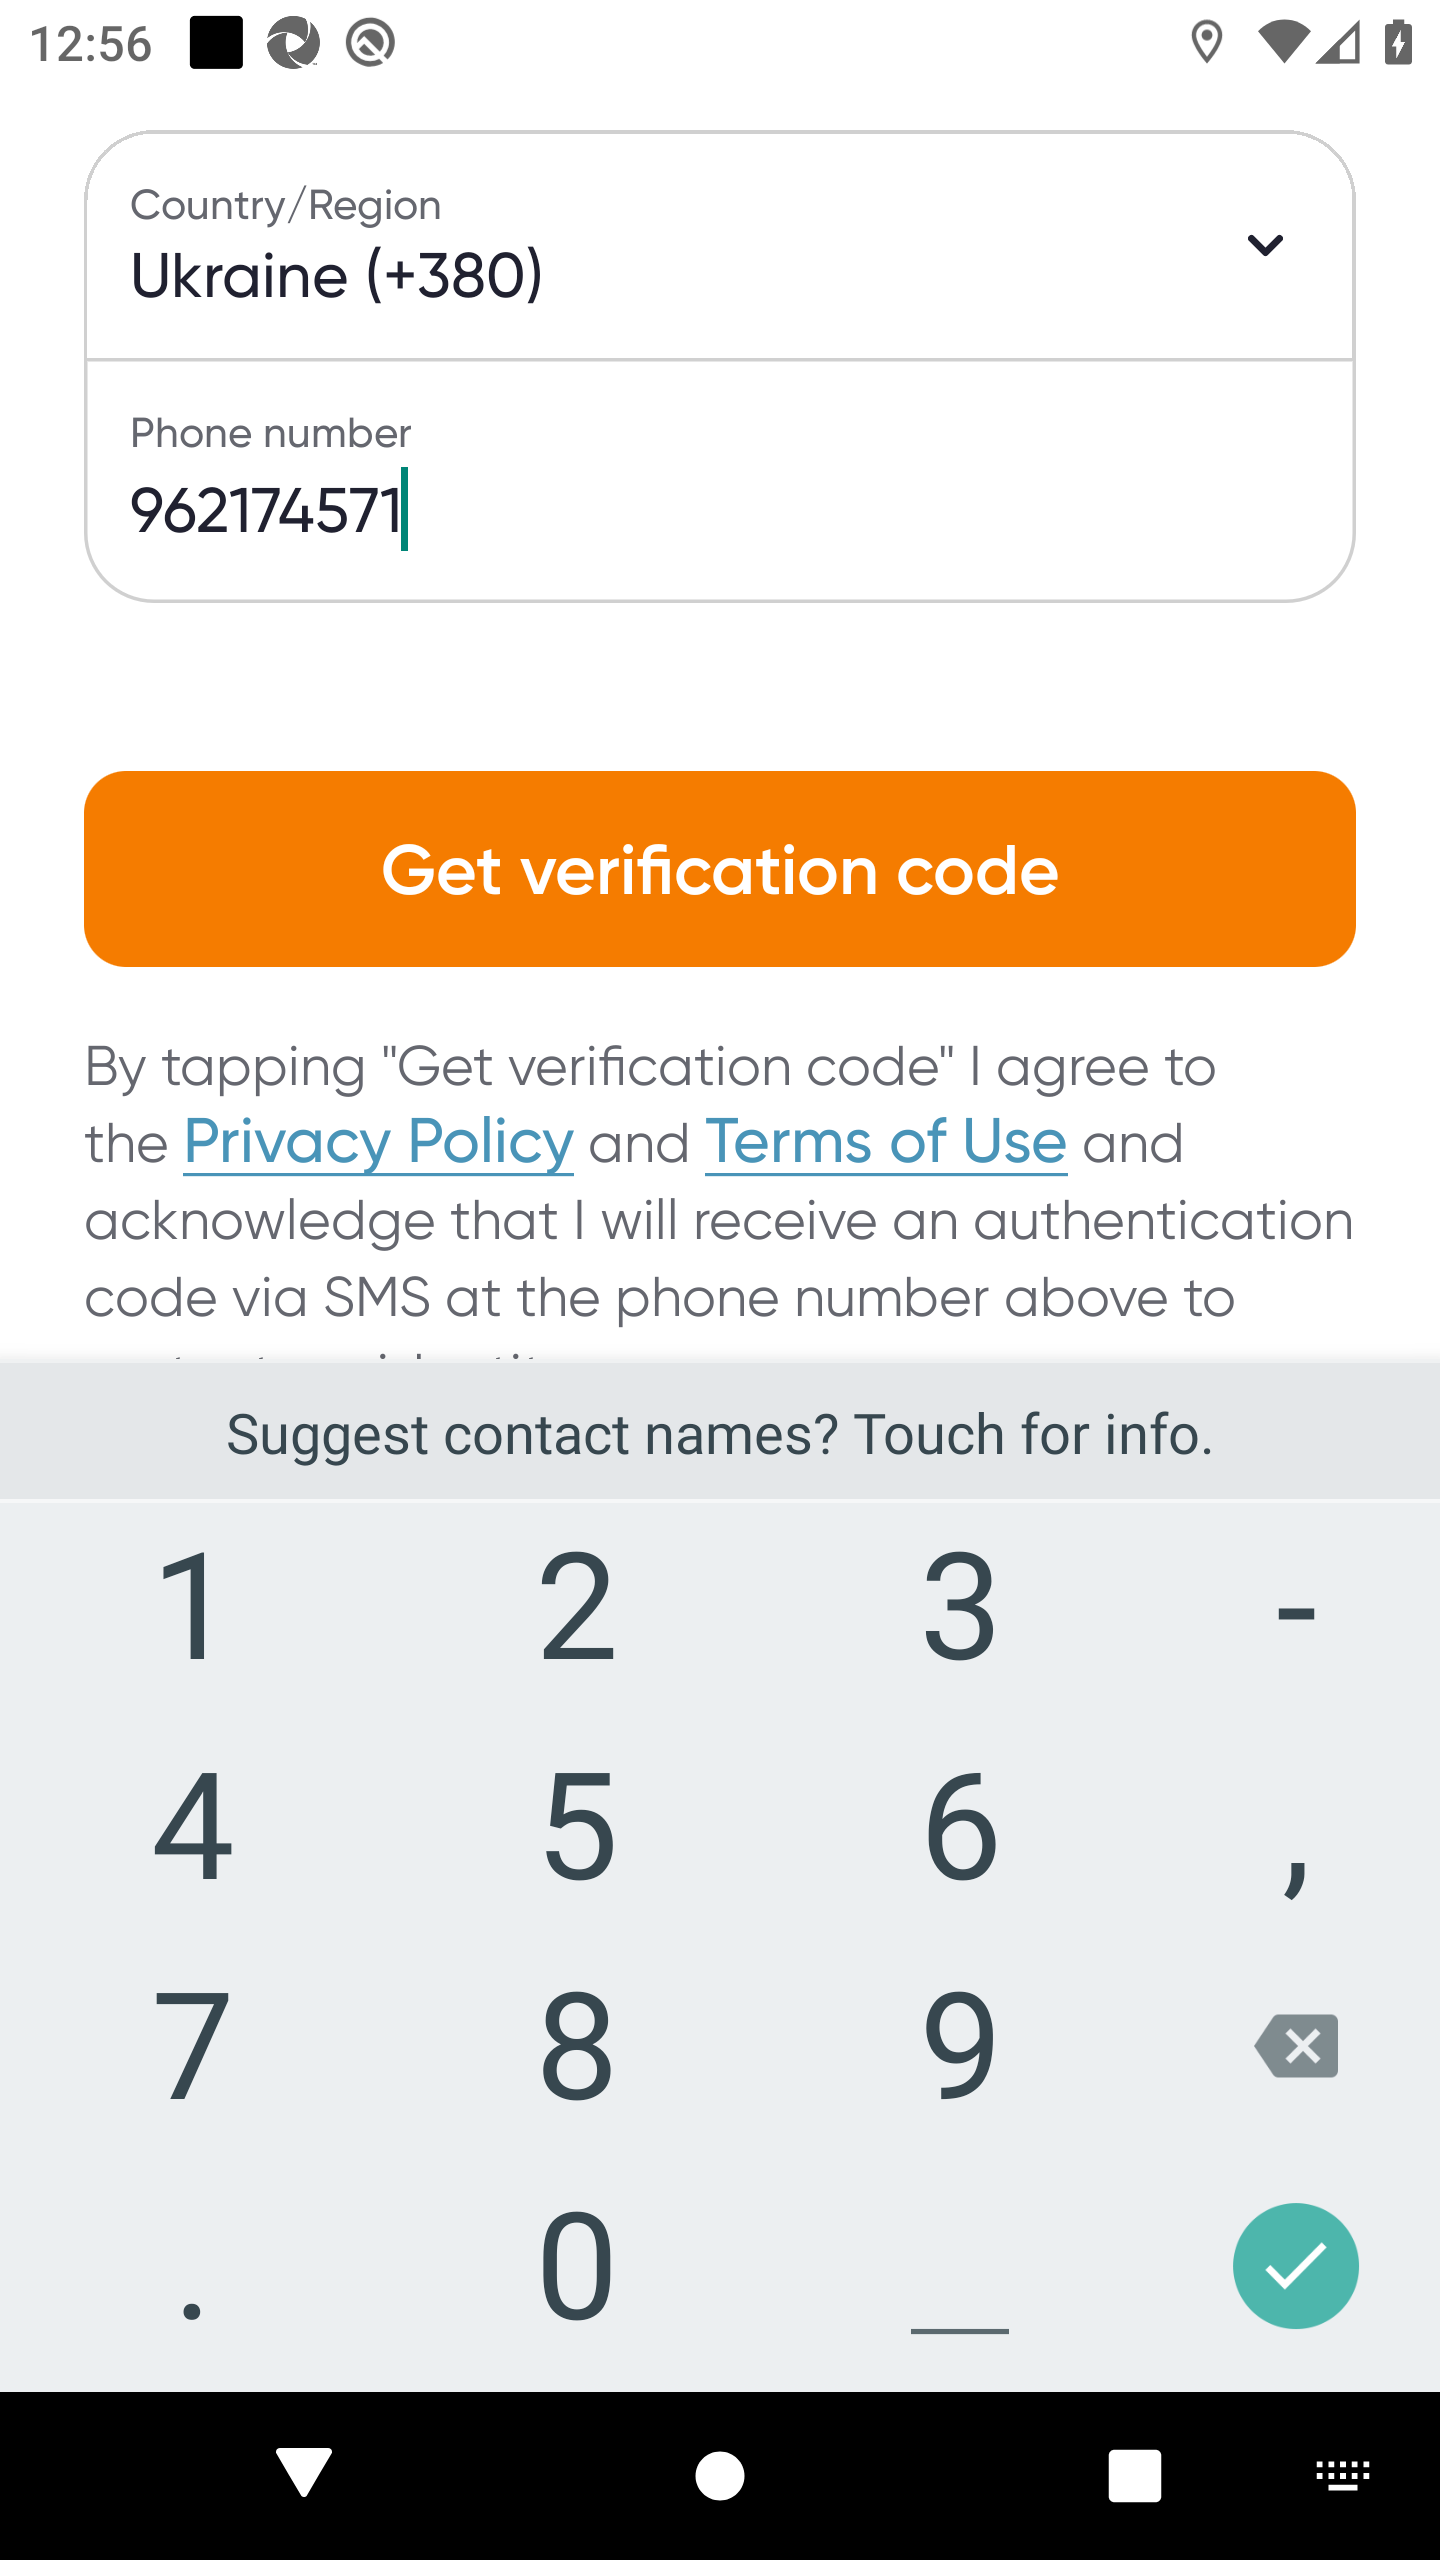 12:56
Country/Region
Ukraine (+380)
Phone number
962174571
Get verification code
By tapping "Get verification code" I agree to
the Privacy Policy and Terms of Use and
acknowledge that I will receive an authentication
code via SMS at the phone number above to
Suggest contact names? Touch for info.
1 2 3 -
4 5 6 ,
7 8 9
. 0